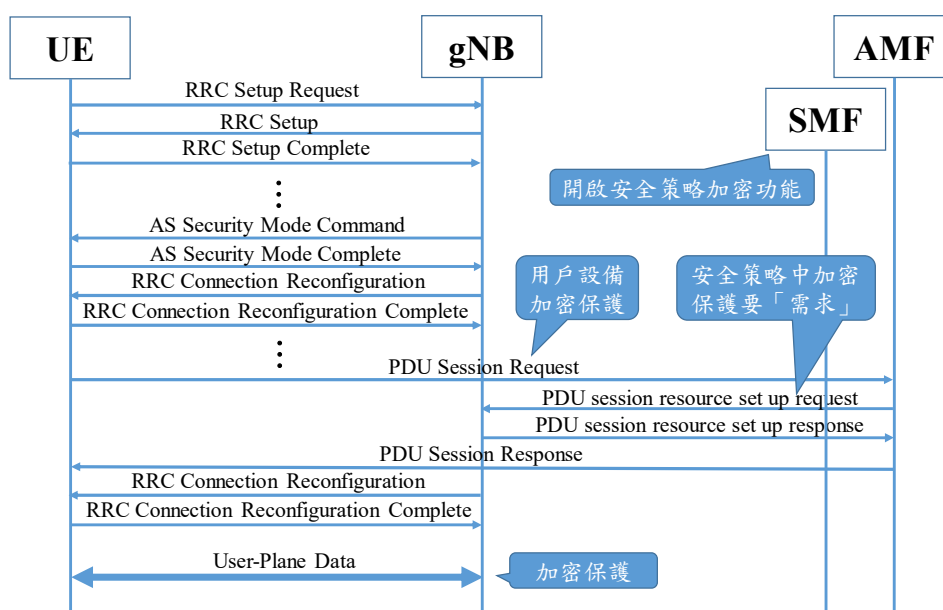 UE
gNB
AMF
SMF
RRC Setup Request
RRC Setup
RRC Setup Complete
開啟安全策略加密功能
AS Security Mode Command
AS Security Mode Complete
RRC Connection Reconfiguration
RRC Connection Reconfiguration Complete
用戶設備
加密保護
安全策略中加密
保護要「需求」
PDU Session Request
PDU session resource set up request
PDU session resource set up response
PDU Session Response
RRC Connection Reconfiguration
RRC Connection Reconfiguration Complete
User-Plane Data
加密保護